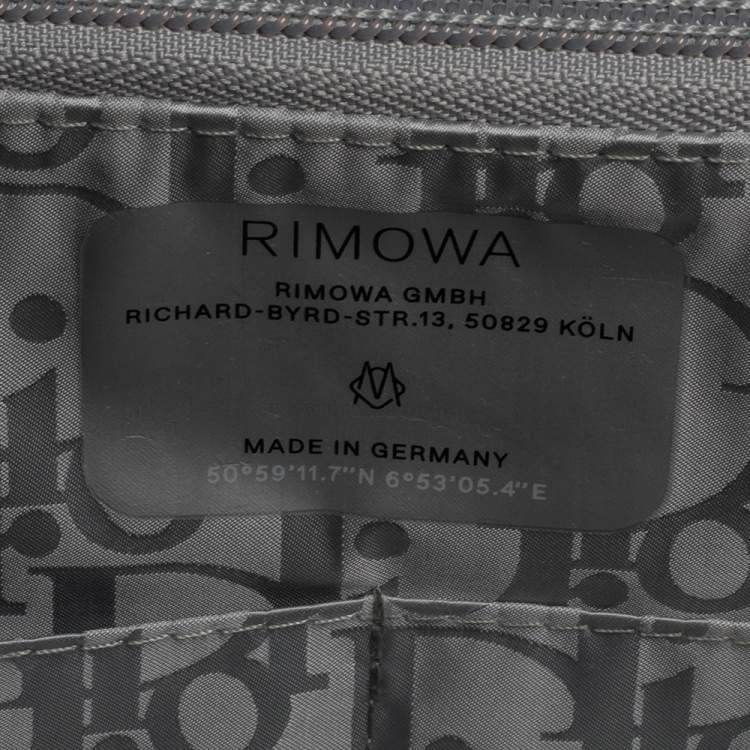 RIMOWA
RIMOWA GMBH
RICHARD-BYRD-STR.13, 50829 KÖLN
MADE IN GERMANY
50°59'11.7"N 6°53'05.4"E